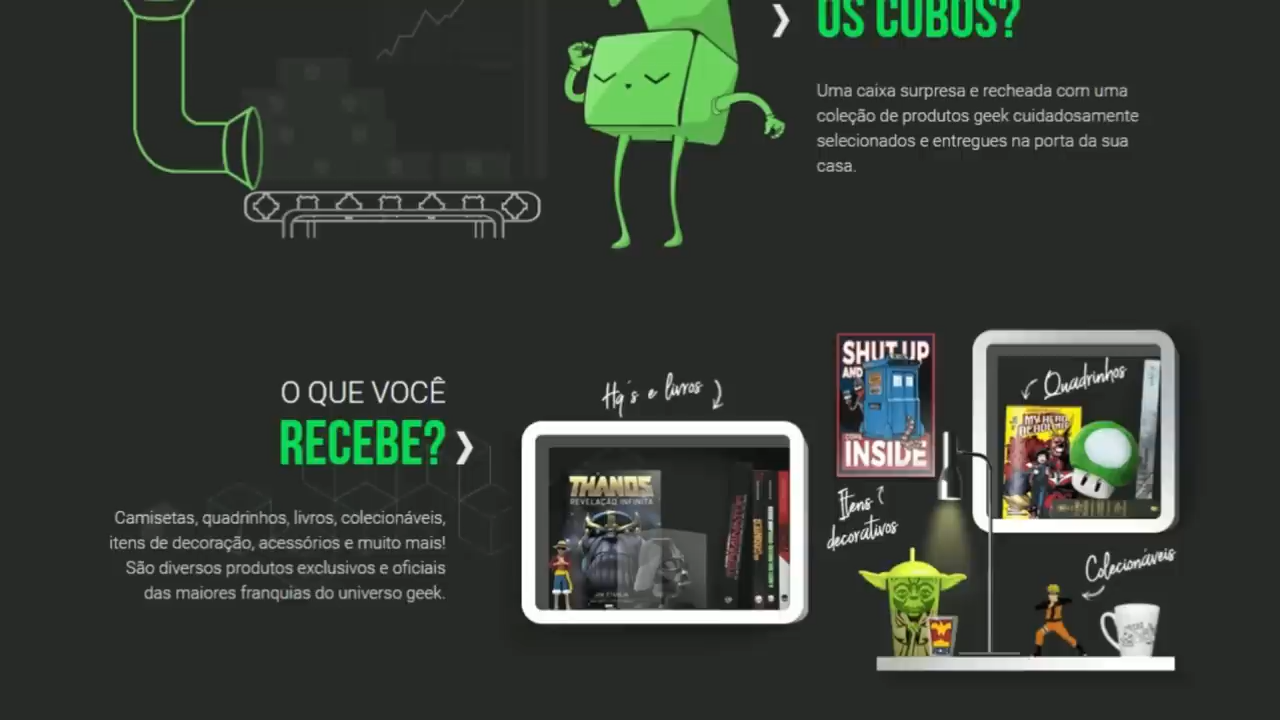 OS CUBOS?
Uma caixa surpresa e recheada com uma
coleção de produtos geek cuidadosamente
selecionados e entregues na porta da sua
casa.
O QUE VOCÊ
RECEBE?
Camisetas, quadrinhos, livros, colecionáveis,
itens de decoração, acessórios e muito mais!
São diversos produtos exclusivos e oficiais
das maiores franquias do universo geek.
Hq's e livros
THANOS
REVELAÇÃO INFINITA
SHUT UP
AND
INSIDE
Itens
decorativos
Quadrinhos
MY HERO
ACADEMIA
Colecionáveis